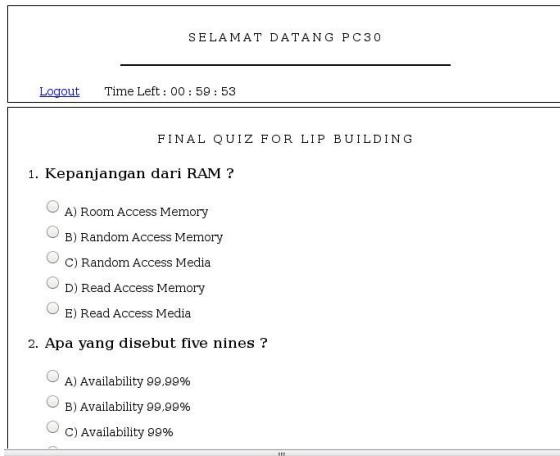 SELAMAT DATANG PC30
Logout Time Left : 00 : 59 : 53
FINAL QUIZ FOR LIP BUILDING
1. Kepanjangan dari RAM ?
A) Room Access Memory
B) Random Access Memory
C) Random Access Media
D) Read Access Memory
E) Read Access Media
2. Apa yang disebut five nines ?
A) Availability 99,99%
B) Availability 99,99%
C) Availability 99%